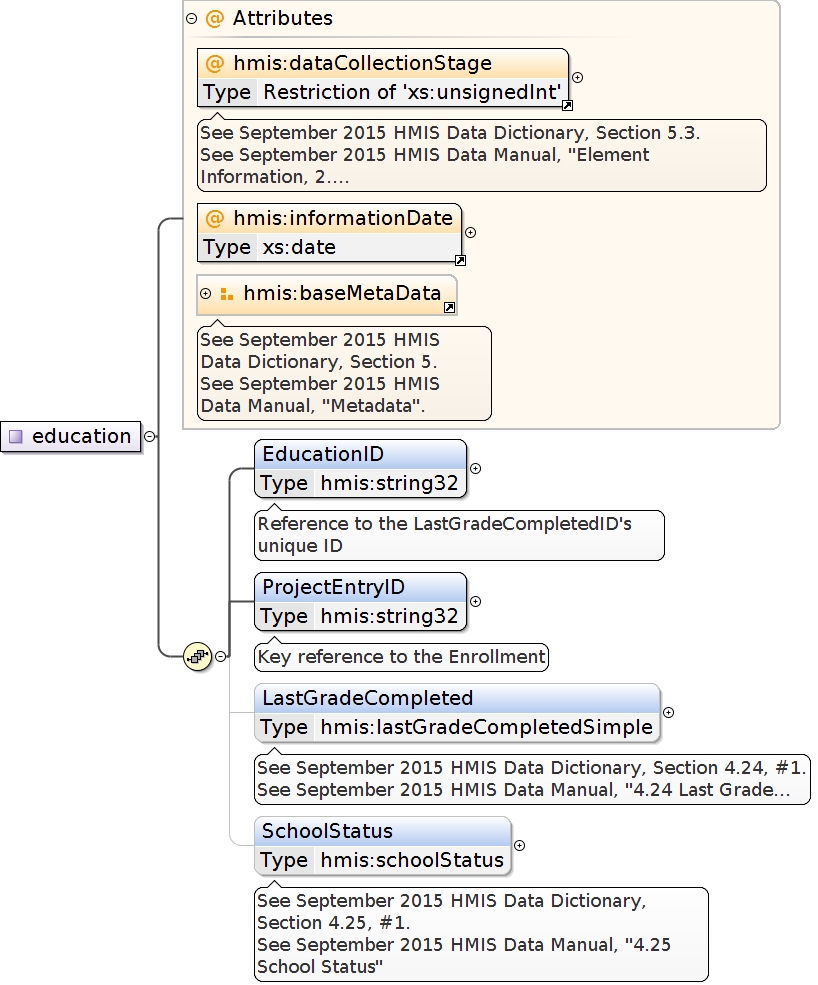 Attributes
hmis:dataCollectionStage
Type Restriction of 'xs:unsignedInt'
See September 2015 HMIS Data Dictionary, Section 5.3.
See September 2015 HMIS Data Manual, "Element
Information, 2....
hmis:informationDate
Type xs:date
hmis:baseMetaData
See September 2015 HMIS
Data Dictionary, Section 5.
See September 2015 HMIS
Data Manual, "Metadata".
education
EducationID
Type hmis:string32
Reference to the LastGradeCompletedID's
unique ID
ProjectEntryID
Type hmis:string32
Key reference to the Enrollment
LastGradeCompleted
Type hmis:lastGradeCompletedSimple
See September 2015 HMIS Data Dictionary, Section 4.24, #1.
See September 2015 HMIS Data Manual, "4.24 Last Grade...
SchoolStatus
Type hmis:schoolStatus
See September 2015 HMIS Data Dictionary,
Section 4.25, #1.
See September 2015 HMIS Data Manual, "4.25
School Status"